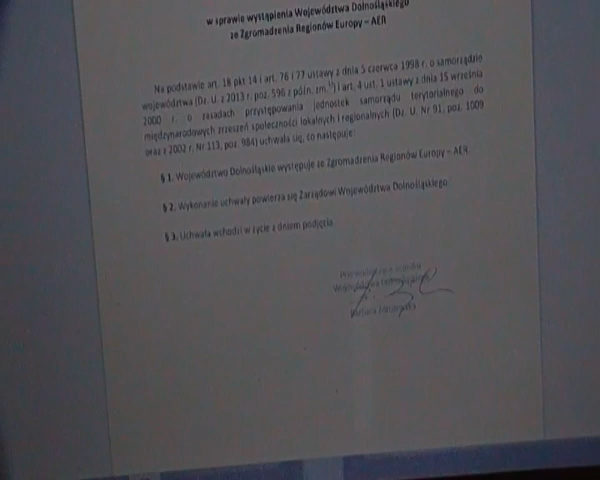 w sprawie wystąpienia Województwa Dolnośląskiego
ze Zgromadzenia Regionów Europy – AER
Na podstawie art. 18 pkt 14 i art. 76 i 77 ustawy z dnia 5 czerwca 1998 r. o samorządzie
województwa (Dz. U. z 2013 r. poz. 596 z późn. zm.¹⁾) i art. 4 ust. 1 ustawy z dnia 15 września
2000 r. o zasadach przystępowania jednostek samorządu terytorialnego do
międzynarodowych zrzeszeń społeczności lokalnych i regionalnych (Dz. U. Nr 91, poz. 1009
oraz z 2002 r. Nr 113, poz. 984) uchwala się, co następuje:
§ 1. Województwo Dolnośląskie występuje ze Zgromadzenia Regionów Europy – AER.
§ 2. Wykonanie uchwały powierza się Zarządowi Województwa Dolnośląskiego.
§ 3. Uchwała wchodzi w życie z dniem podjęcia.
Województwa